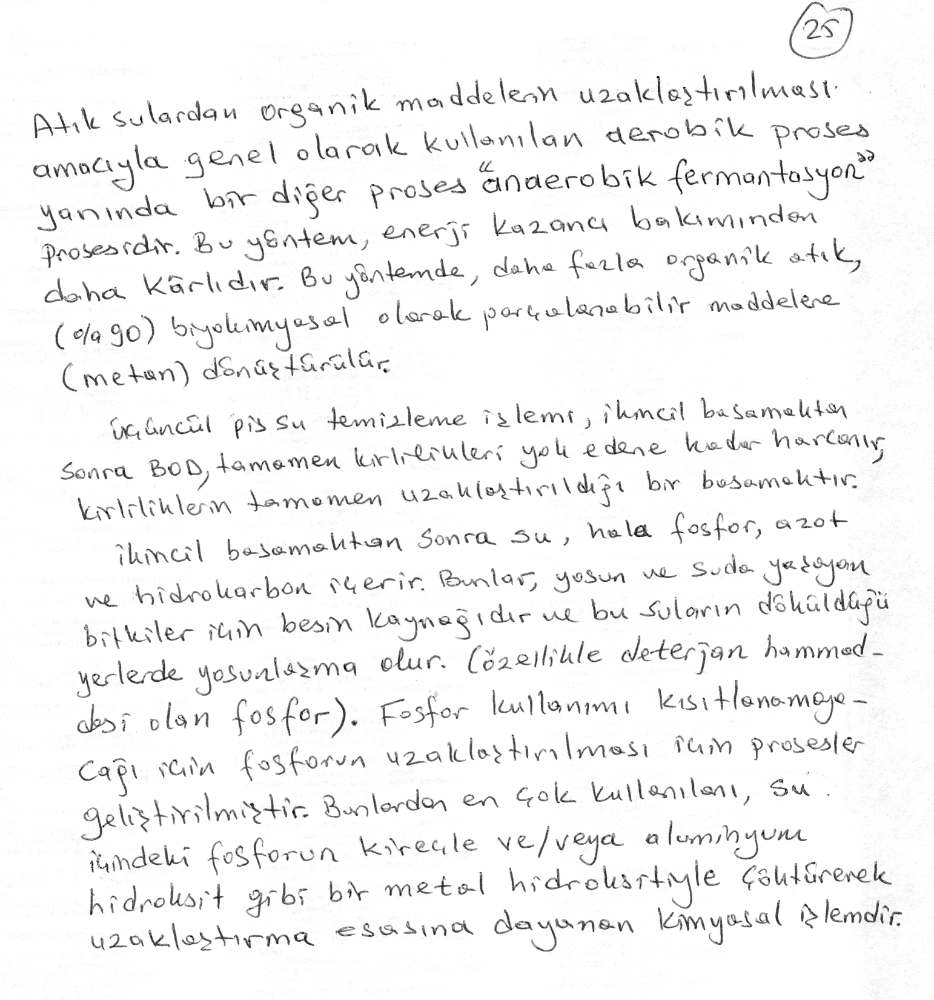 25
Atık sulardan organik maddelerin uzaklaştırılması
amacıyla genel olarak kullanılan aerobik proses
yanında bir diğer proses "anaerobik fermantasyon"
prosesidir. Bu yöntem, enerji kazancı bakımından
daha kârlıdır. Bu yöntemde, daha fazla organik atık,
(%a 90) biyokimyasal olarak parçalanabilir maddelere
(metan) dönüştürülür.
üçüncül pis su temizleme işlemi, ikincil basamaktan
sonra BOD, tamamen kirlilikleri yok edene kadar harcanır,
kirliliklerin tamamen uzaklaştırıldığı bir basamaktır.
ikincil basamaktan sonra su, hala fosfor, azot
ve hidrokarbon içerir. Bunlar, yosun ve suda yaşayan
bitkiler için besin kaynağıdır ve bu suların döküldüğü
yerlerde yosunlaşma olur. (özellikle deterjan hammad-
desi olan fosfor). Fosfor kullanımı kısıtlanamaya-
cağı için fosforun uzaklaştırılması için prosesler
geliştirilmiştir. Bunlardan en çok kullanılanı, su
içindeki fosforun kireçle ve/veya aluminyum
hidroksit gibi bir metal hidroksitiyle çöktürerek
uzaklaştırma esasına dayanan kimyasal işlemdir.